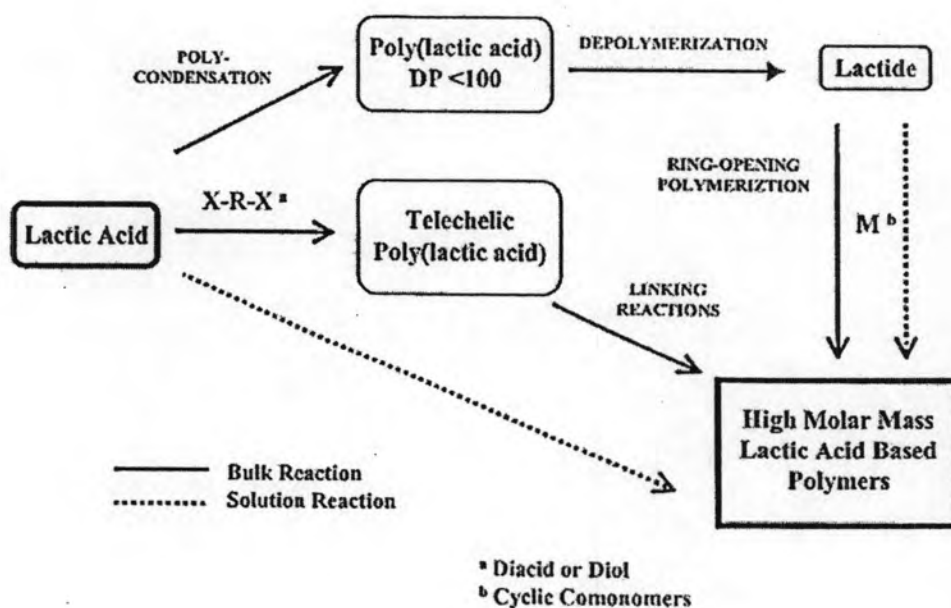 POLY-
CONDENSATION
Poly(lactic acid)
DP <100
DEPOLYMERIZATION
Lactide
RING-OPENING
POLYMERIZTION
M b
Lactic Acid
X-R-X a
Telechelic
Poly(lactic acid)
LINKING
REACTIONS
High Molar Mass
Lactic Acid Based
Polymers
Bulk Reaction
Solution Reaction
a Diacid or Diol
b Cyclic Comonomers